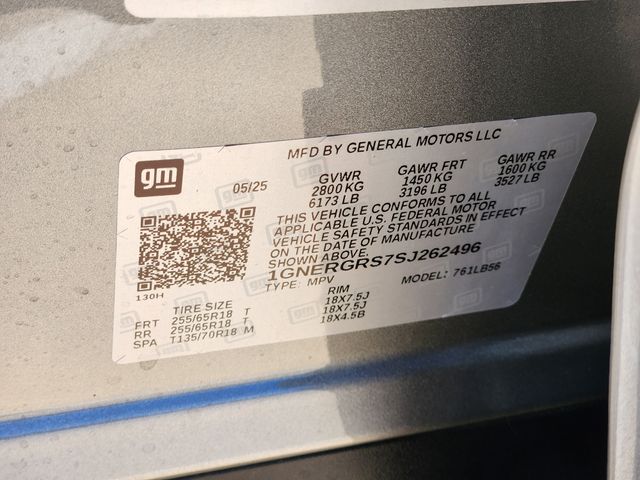 MFD BY GENERAL MOTORS LLC
gm
05/25
GVWR GAWR FRT GAWR RR
2800 KG 1450 KG 1600 KG
6173 LB 3196 LB 3527 LB
THIS VEHICLE CONFORMS TO ALL
APPLICABLE U.S. FEDERAL MOTOR
VEHICLE SAFETY STANDARDS IN EFFECT
ON THE DATE OF MANUFACTURE
SHOWN ABOVE.
1GNERGRS7SJ262496
130H
TYPE: MPV MODEL: 761LB56
TIRE SIZE RIM
FRT 255/65R18 T 18X7.5J
RR 255/65R18 T 18X7.5J
SPA T135/70R18 M 18X4.5B